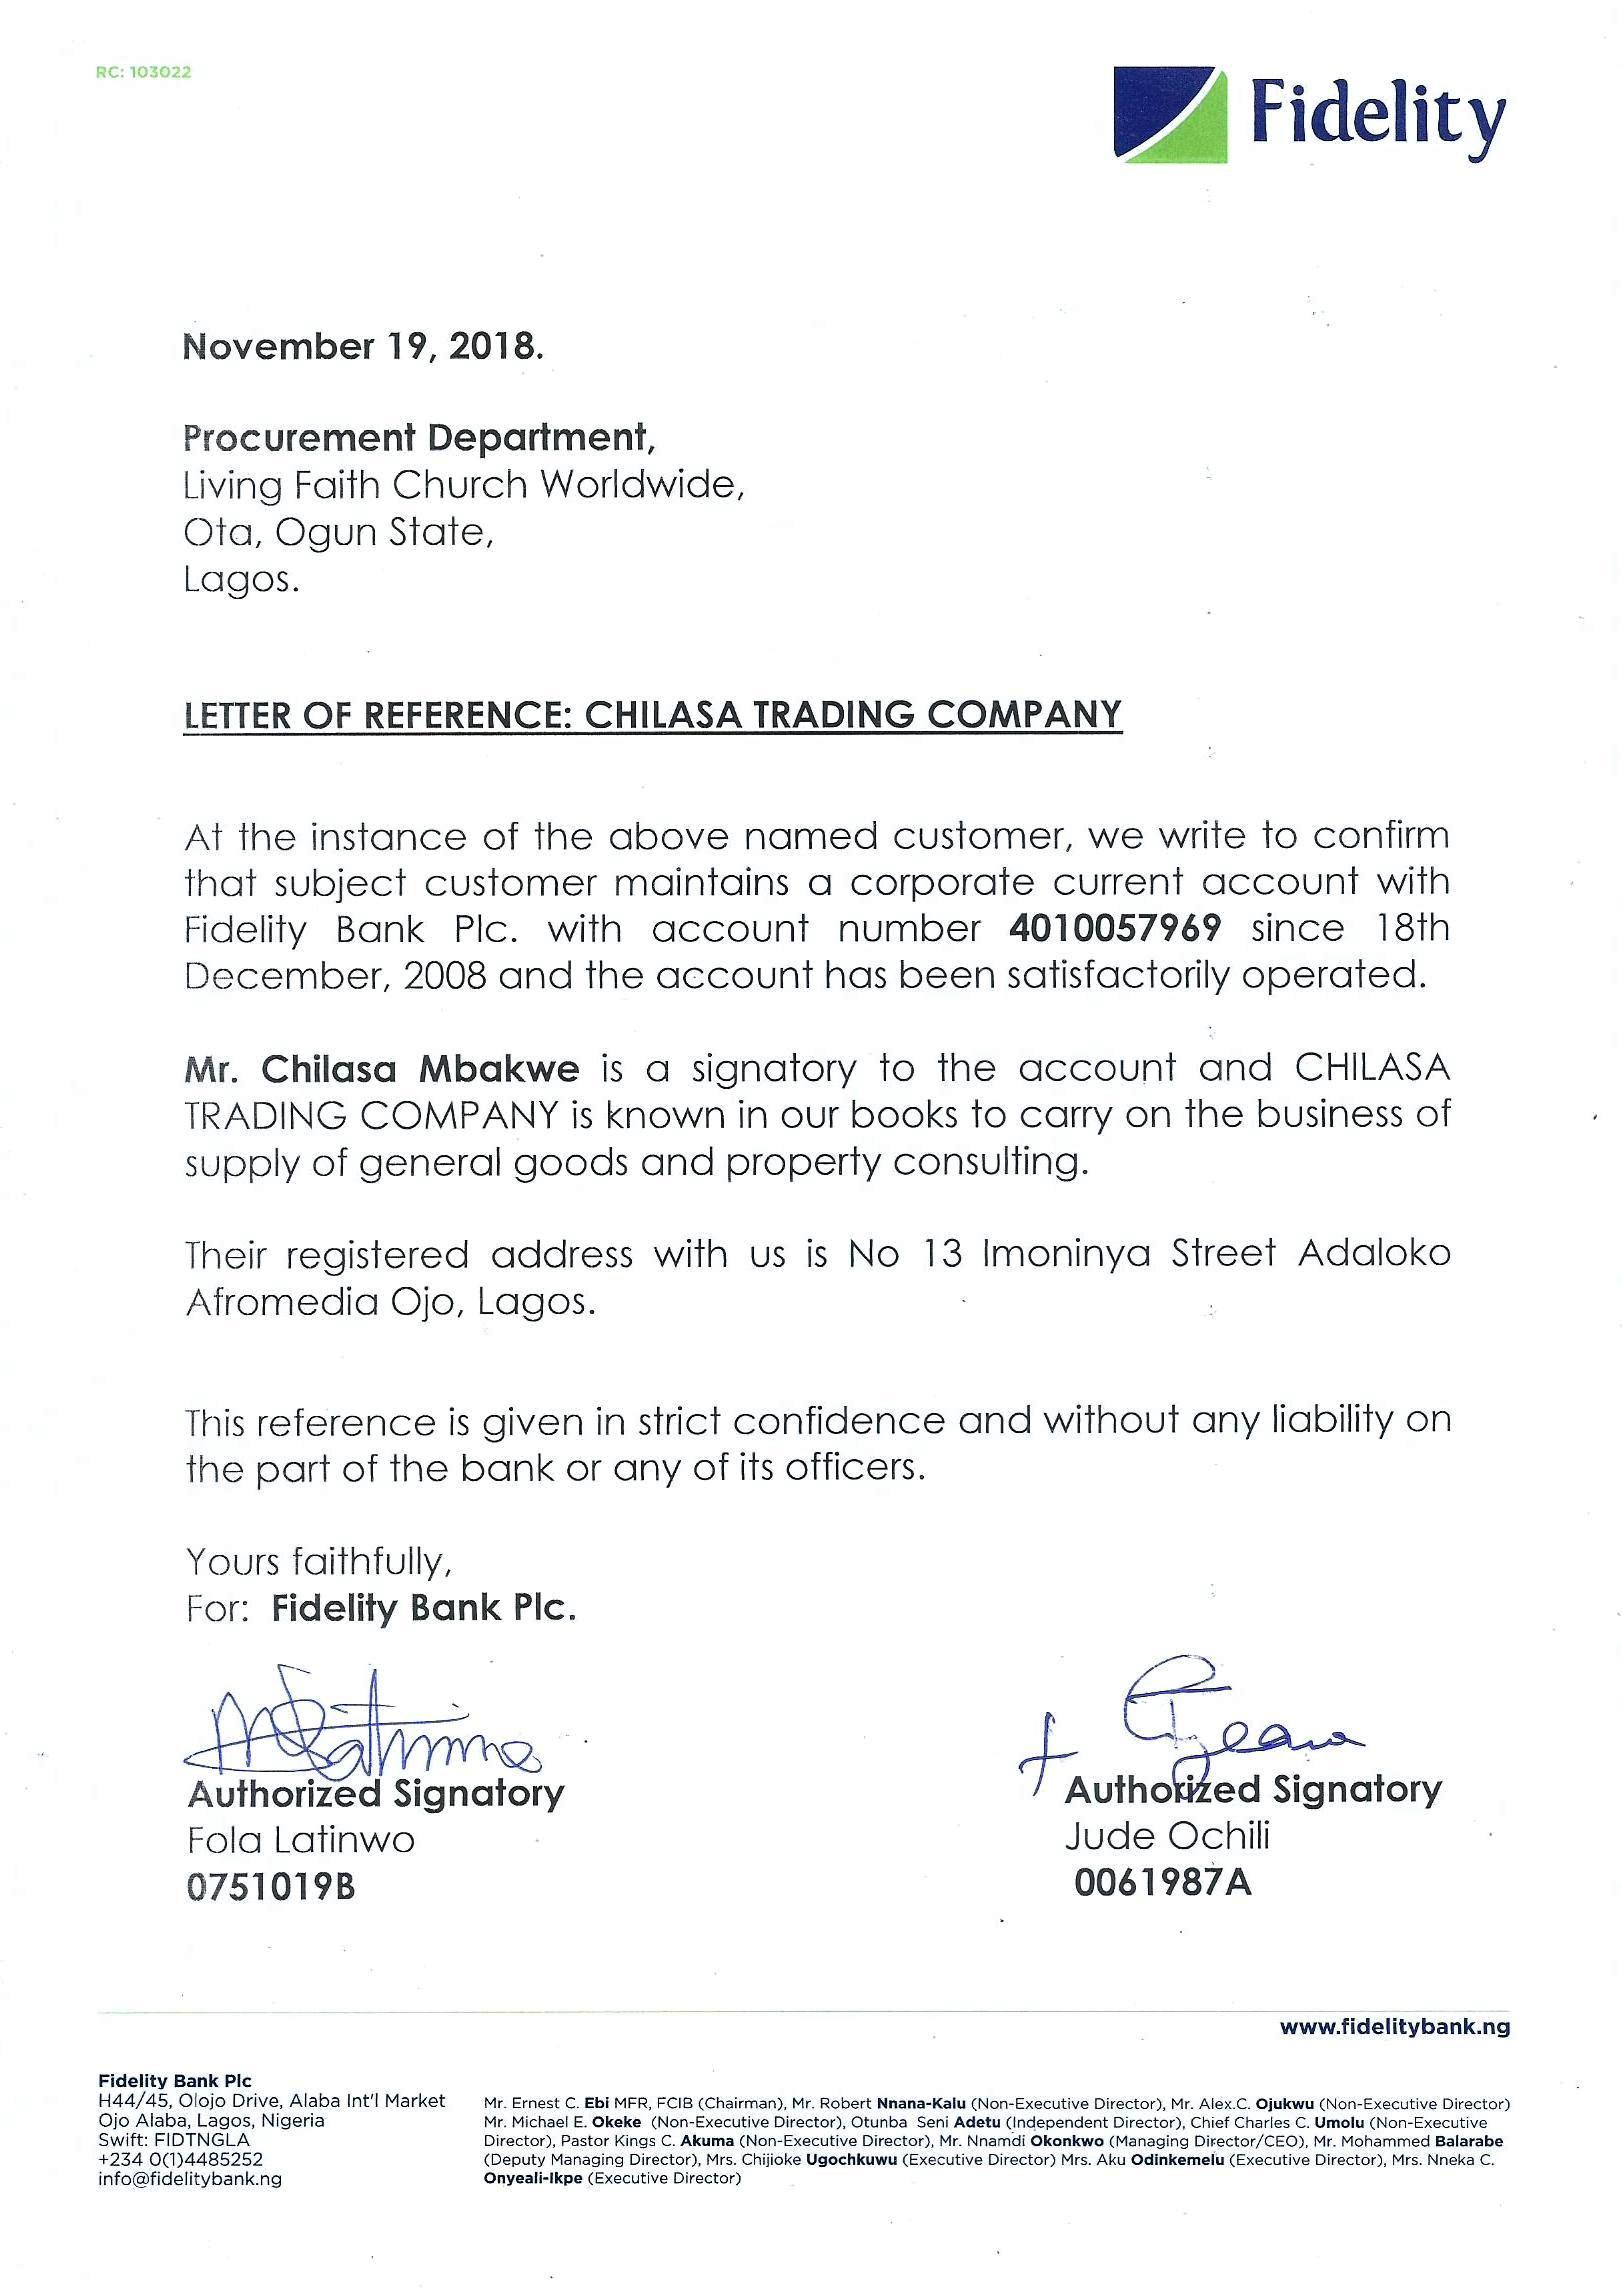 RC: 103022
Fidelity
November 19, 2018.
Procurement Department,
Living Faith Church Worldwide,
Ota, Ogun State,
Lagos.
LETTER OF REFERENCE: CHILASA TRADING COMPANY
At the instance of the above named customer, we write to confirm
that subject customer maintains a corporate current account with
Fidelity Bank Plc. with account number 4010057969 since 18th
December, 2008 and the account has been satisfactorily operated.
Mr. Chilasa Mbakwe is a signatory to the account and CHILASA
TRADING COMPANY is known in our books to carry on the business of
supply of general goods and property consulting.
Their registered address with us is No 13 Imoninya Street Adaloko
Afromedia Ojo, Lagos.
This reference is given in strict confidence and without any liability on
the part of the bank or any of its officers.
Yours faithfully,
For: Fidelity Bank Plc.
Authorized Signatory
Fola Latinwo
0751019B
Authorized Signatory
Jude Ochili
0061987A
www.fidelitybank.ng
Fidelity Bank Plc
H44/45, Olojo Drive, Alaba Int'l Market
Ojo Alaba, Lagos, Nigeria
Swift: FIDTNGLA
+234 0(1)4485252
info@fidelitybank.ng
Mr. Ernest C. Ebi MFR, FCIB (Chairman), Mr. Robert Nnana-Kalu (Non-Executive Director), Mr. Alex.C. Ojukwu (Non-Executive Director)
Mr. Michael E. Okeke (Non-Executive Director), Otunba Seni Adetu (Independent Director), Chief Charles C. Umolu (Non-Executive
Director), Pastor Kings C. Akuma (Non-Executive Director), Mr. Nnamdi Okonkwo (Managing Director/CEO), Mr. Mohammed Balarabe
(Deputy Managing Director), Mrs. Chijioke Ugochkuwu (Executive Director) Mrs. Aku Odinkemelu (Executive Director), Mrs. Nneka C.
Onyeali-Ikpe (Executive Director)